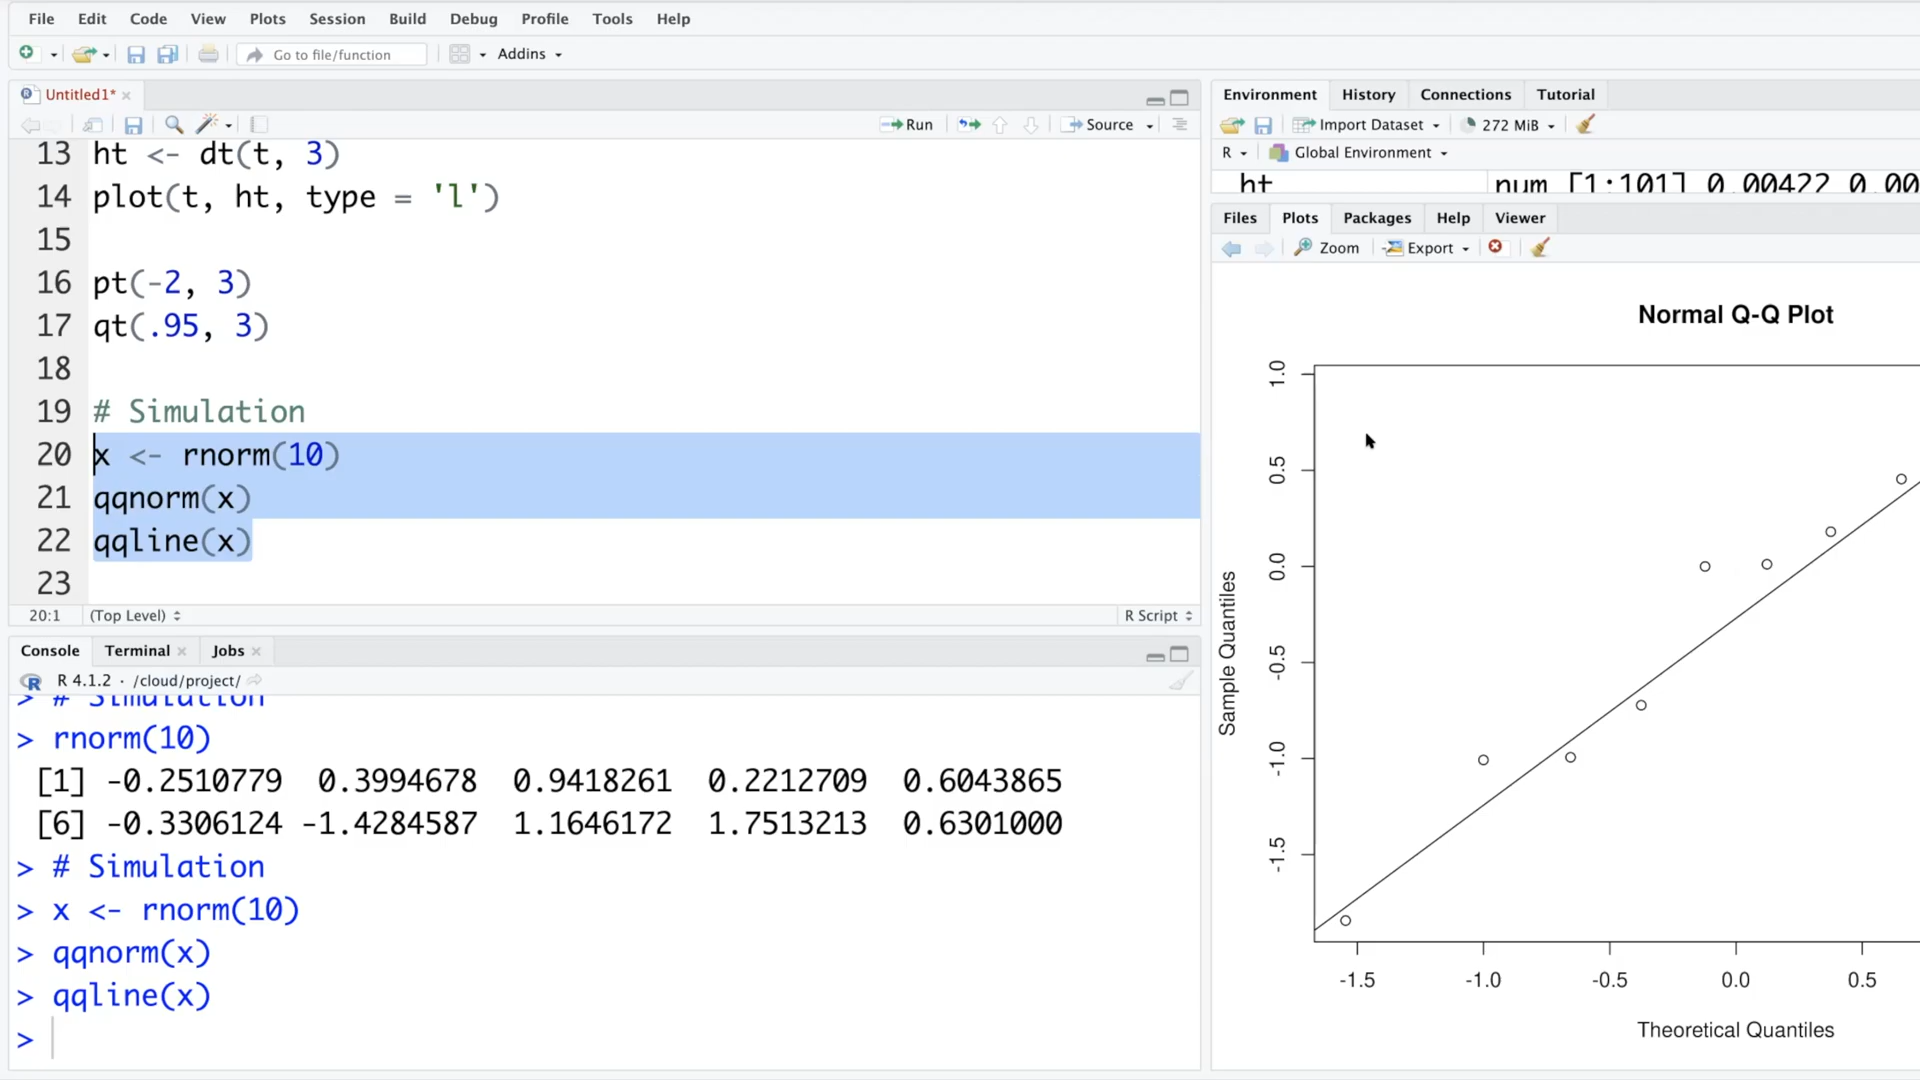 File Edit Code View Plots Session Build Debug Profile Tools Help
Go to file/function Addins
Untitled1*
Run Source
13 ht <- dt(t, 3)
14 plot(t, ht, type = 'l')
15
16 pt(-2, 3)
17 qt(.95, 3)
18
19 # Simulation
20 x <- rnorm(10)
21 qqnorm(x)
22 qqline(x)
23
20:1 (Top Level) R Script
Console Terminal Jobs
R 4.1.2 · /cloud/project/
> # Simulation
> rnorm(10)
[1] -0.2510779 0.3994678 0.9418261 0.2212709 0.6043865
[6] -0.3306124 -1.4284587 1.1646172 1.7513213 0.6301000
> # Simulation
> x <- rnorm(10)
> qqnorm(x)
> qqline(x)
>
Environment History Connections Tutorial
Import Dataset 272 MiB
R Global Environment
ht num [1:101] 0.00422 0.00
Files Plots Packages Help Viewer
Zoom Export
Normal Q-Q Plot
1.0
0.5
0.0
-0.5
-1.0
-1.5
Sample Quantiles
-1.5 -1.0 -0.5 0.0 0.5
Theoretical Quantiles